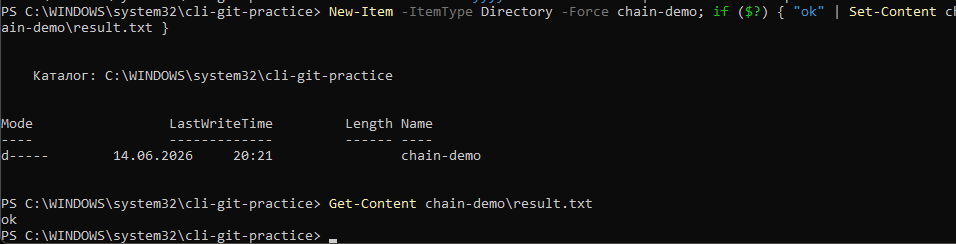 PS C:\WINDOWS\system32\cli-git-practice> New-Item -ItemType Directory -Force chain-demo; if ($?) { "ok" | Set-Content ch
ain-demo\result.txt }
Каталог: C:\WINDOWS\system32\cli-git-practice
Mode LastWriteTime Length Name
---- ------------- ------ ----
d----- 14.06.2026 20:21 chain-demo
PS C:\WINDOWS\system32\cli-git-practice> Get-Content chain-demo\result.txt
ok
PS C:\WINDOWS\system32\cli-git-practice>